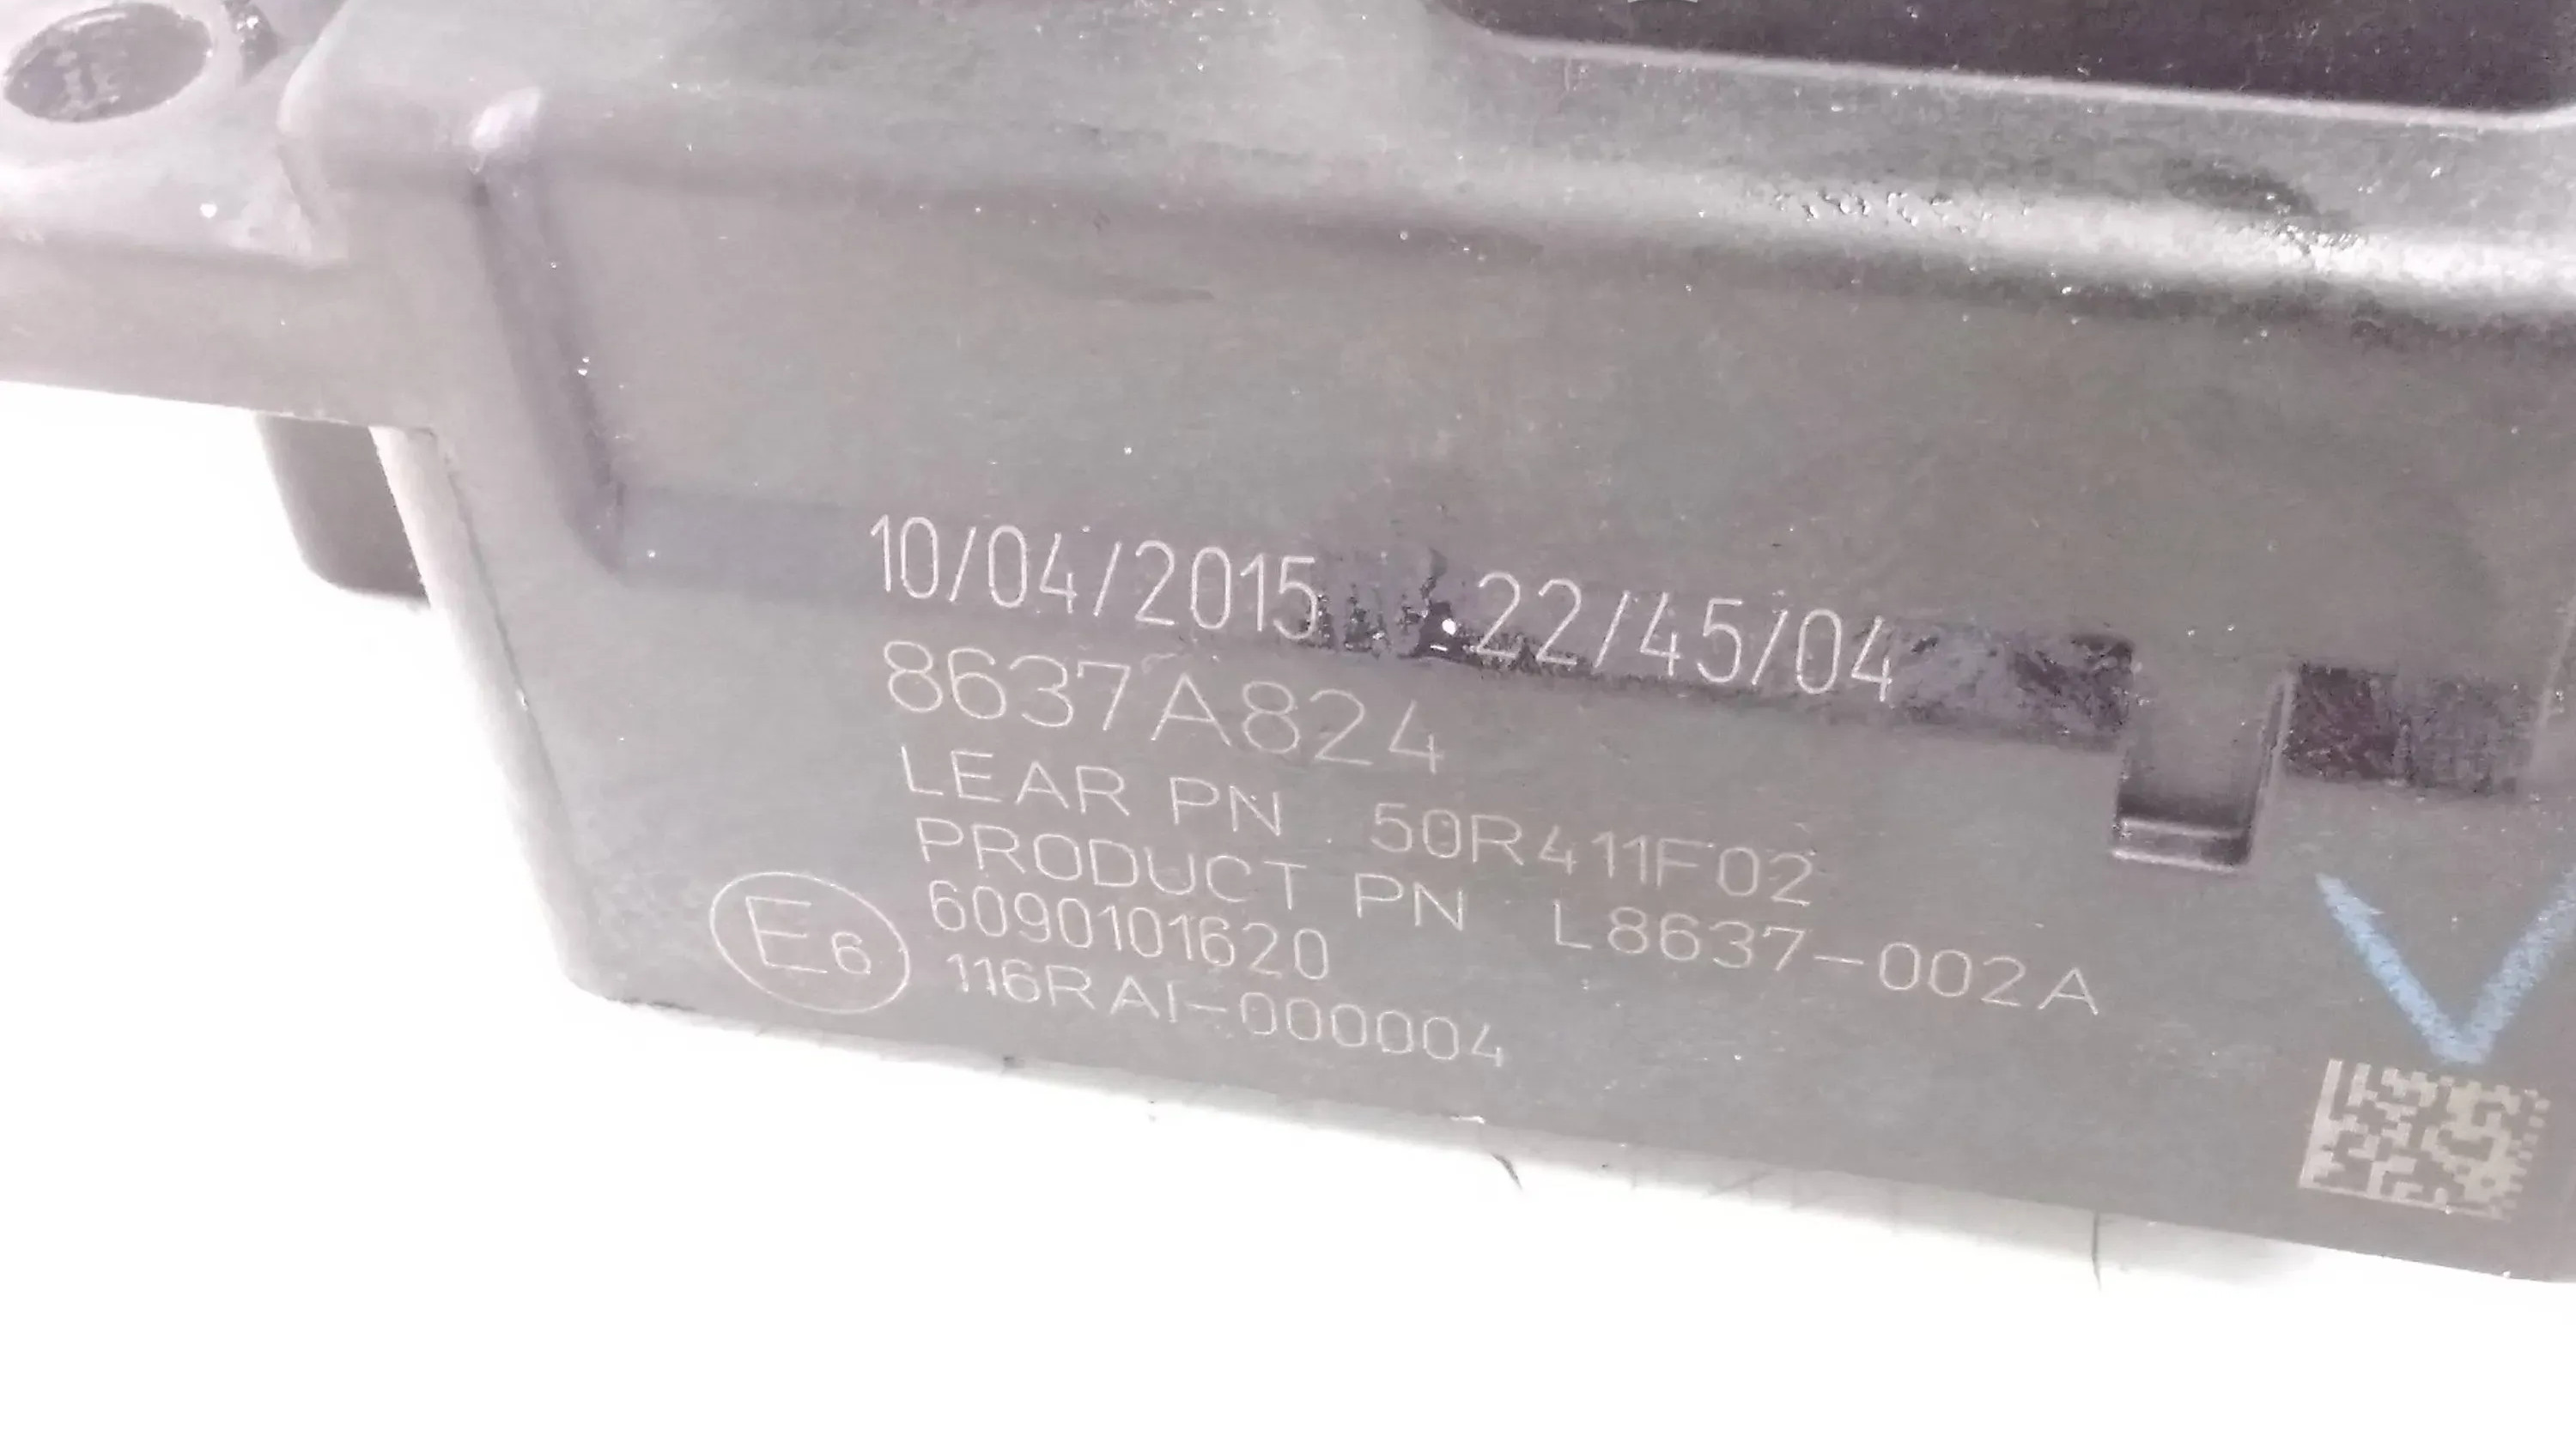 10/04/2015 22/45/04
8637A824
LEAR PN 50R411F02
PRODUCT PN L8637-002A
6090101620
E6
116RAI-000004